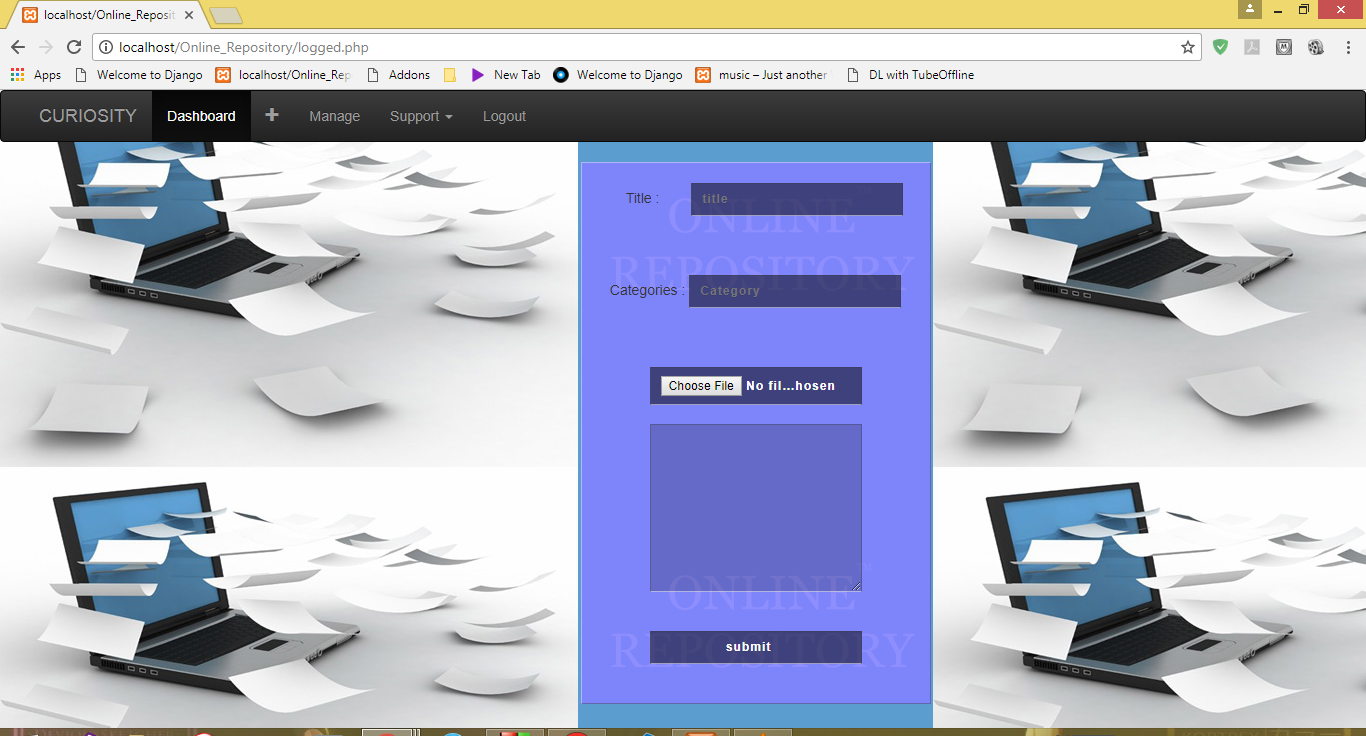 localhost/Online_Reposit
localhost/Online_Repository/logged.php
Apps Welcome to Django localhost/Online_Rep Addons New Tab Welcome to Django music – Just another DL with TubeOffline
CURIOSITY Dashboard + Manage Support Logout
Title : title
ONLINE ™
REPOSITORY
Categories : Category
Choose File No fil...hosen
ONLINE ™
submit
REPOSITORY